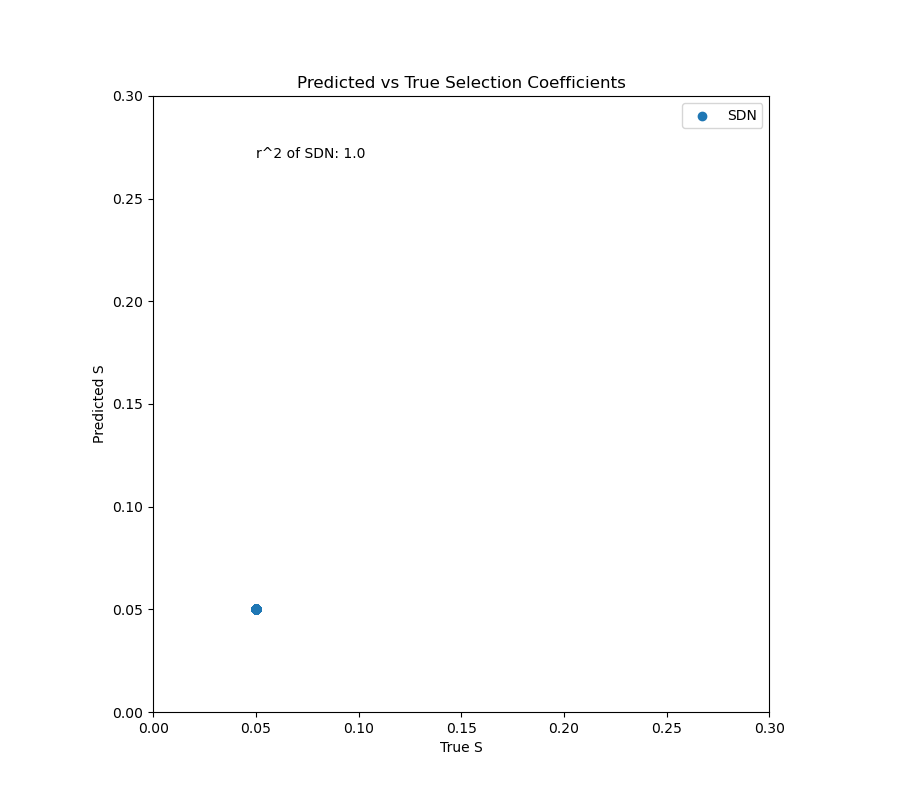 Predicted vs True Selection Coefficients
SDN
r^2 of SDN: 1.0
0.30
0.25
0.20
0.15
0.10
0.05
0.00
Predicted S
0.00 0.05 0.10 0.15 0.20 0.25 0.30
True S